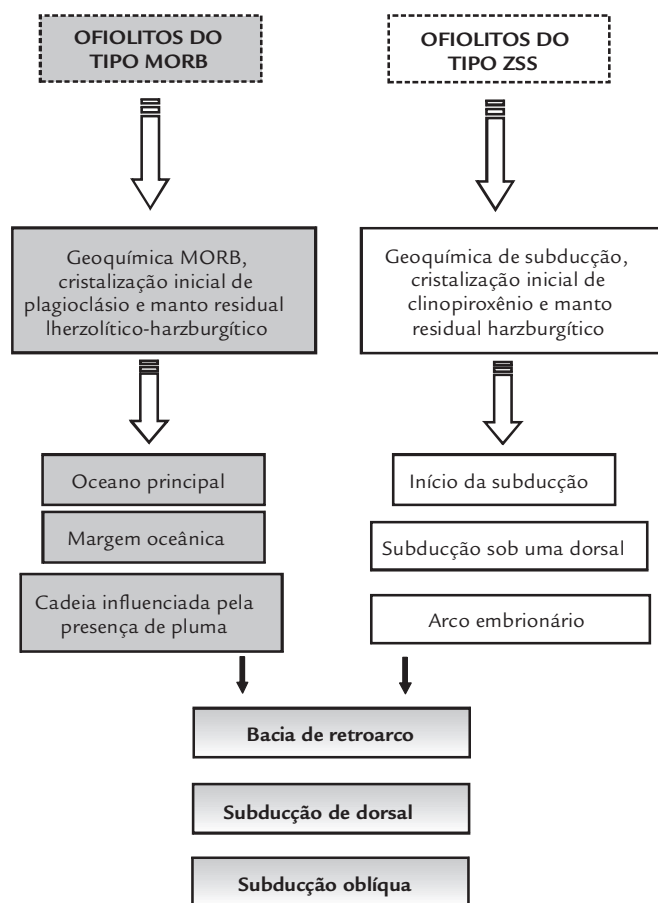 OFIOLITOS DO
TIPO MORB
OFIOLITOS DO
TIPO ZSS
Geoquímica MORB,
cristalização inicial de
plagioclásio e manto residual
lherzolítico-harzburgítico
Geoquímica de subducção,
cristalização inicial de
clinopiroxênio e manto
residual harzburgítico
Oceano principal
Margem oceânica
Cadeia influenciada pela
presença de pluma
Início da subducção
Subducção sob uma dorsal
Arco embrionário
Bacia de retroarco
Subducção de dorsal
Subducção oblíqua